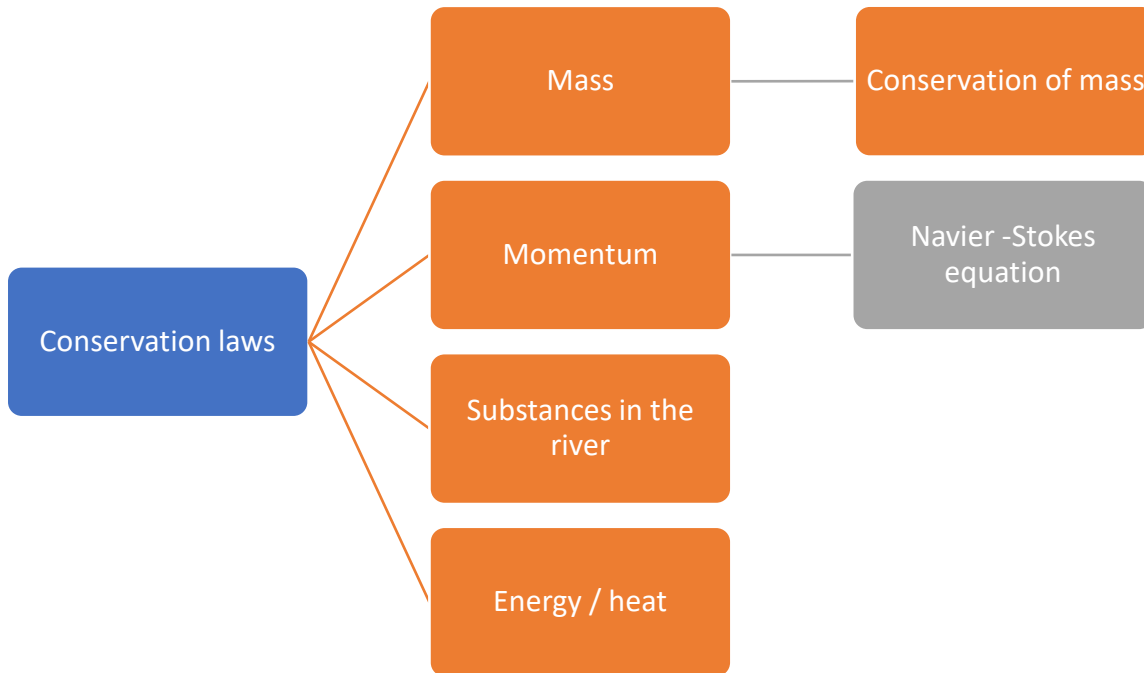 Mass
Conservation of mass
Momentum
Navier -Stokes
equation
Conservation laws
Substances in the
river
Energy / heat